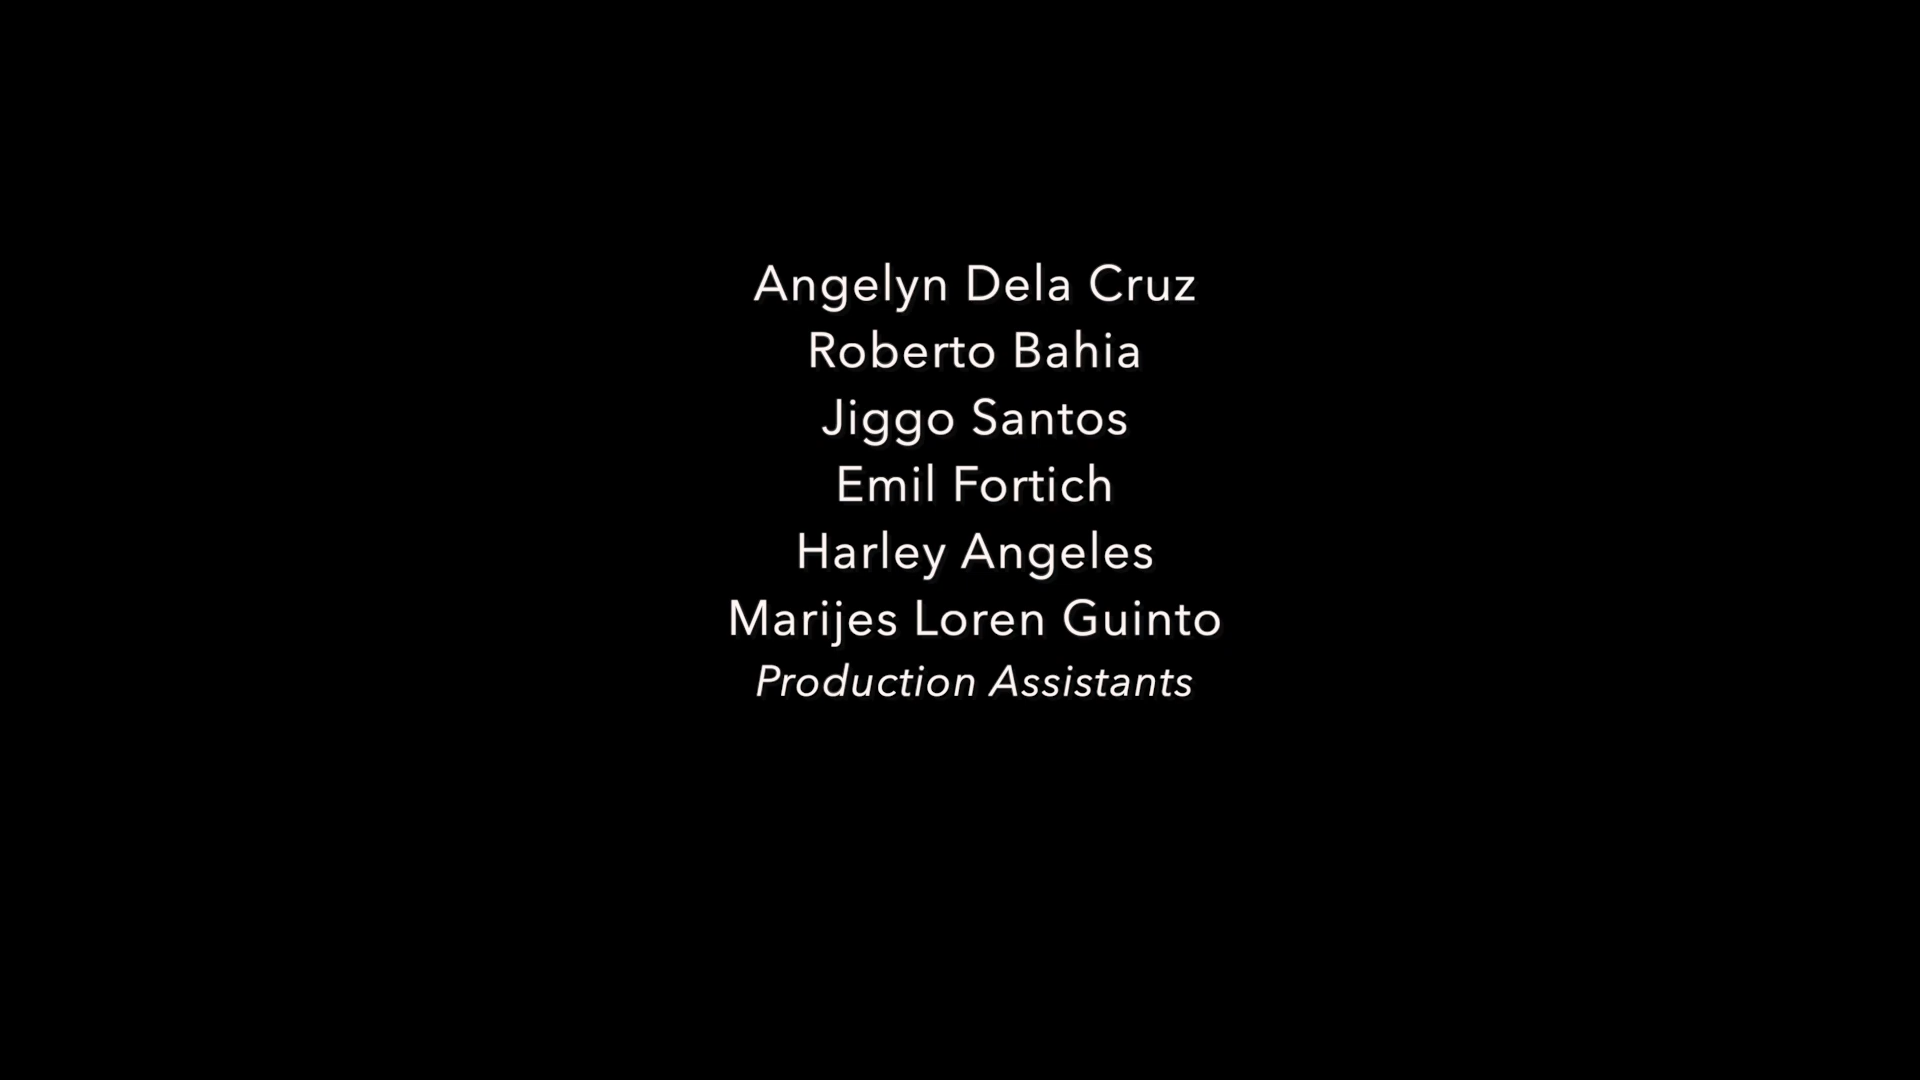 Angelyn Dela Cruz
Roberto Bahia
Jiggo Santos
Emil Fortich
Harley Angeles
Marijes Loren Guinto
Production Assistants